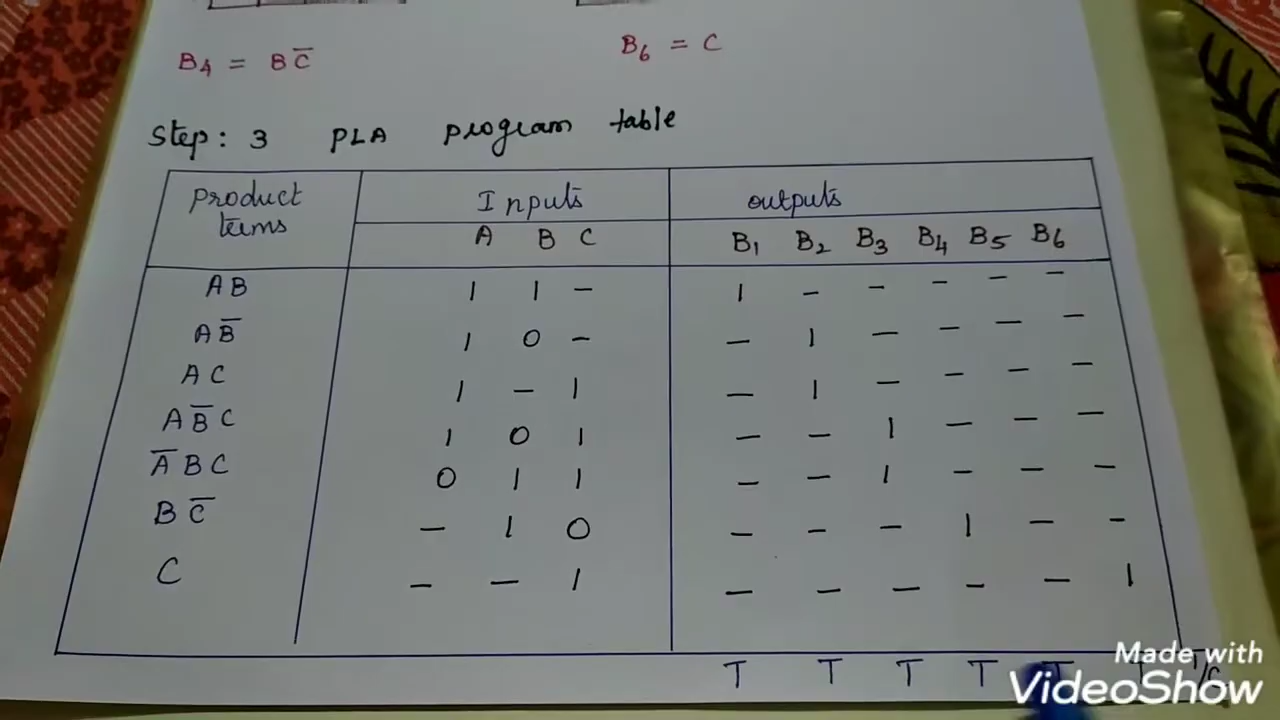 B₄ = BC̅
B₆ = C
Step: 3 PLA program table
Product terms Inputs outputs
A B C B₁ B₂ B₃ B₄ B₅ B₆
AB 1 1 – 1 – – – – –
AB̅ 1 0 – – 1 – – – –
AC 1 – 1 – 1 – – – –
AB̅C 1 0 1 – – 1 – – –
A̅BC 0 1 1 – – 1 – – –
BC̅ – 1 0 – – – 1 – –
C – – 1 – – – – – 1
T T T T T T T/C
Made with
VideoShow